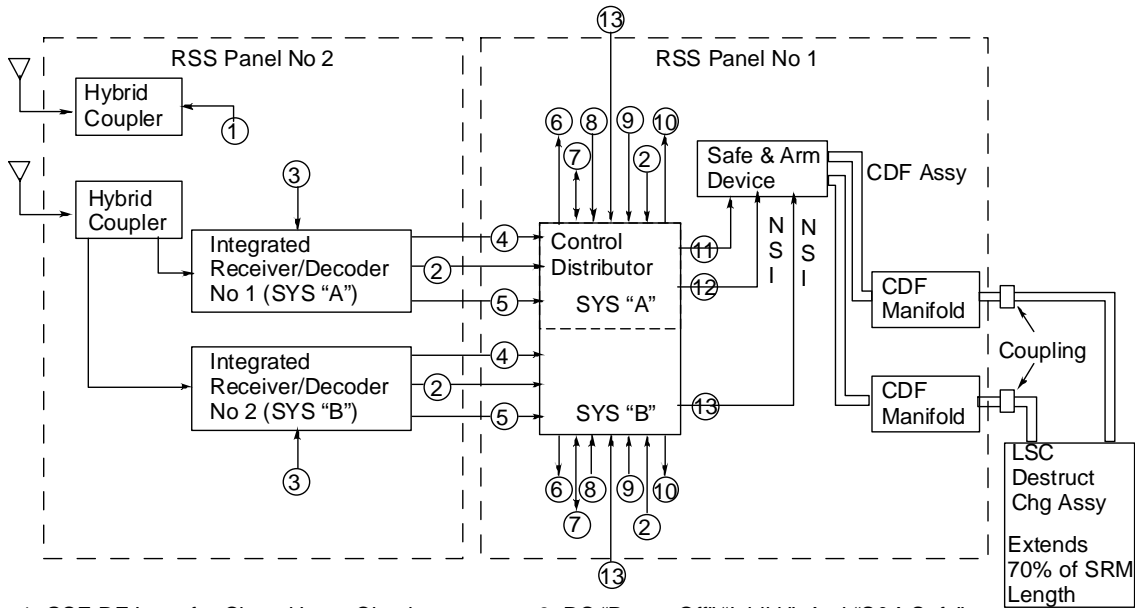 13
RSS Panel No 2
RSS Panel No 1
Hybrid
Coupler
1
6
8
9
10
7
2
Safe & Arm
Device
CDF Assy
3
Hybrid
Coupler
Integrated
Receiver/Decoder
No 1 (SYS “A”)
4
2
5
Control
Distributor
SYS “A”
11
12
N
S
I
N
S
I
CDF
Manifold
Coupling
Integrated
Receiver/Decoder
No 2 (SYS “B”)
4
2
5
SYS “B”
13
CDF
Manifold
3
6
8
9
10
7
2
13
LSC
Destruct
Chg Assy
Extends
70% of SRM
Length